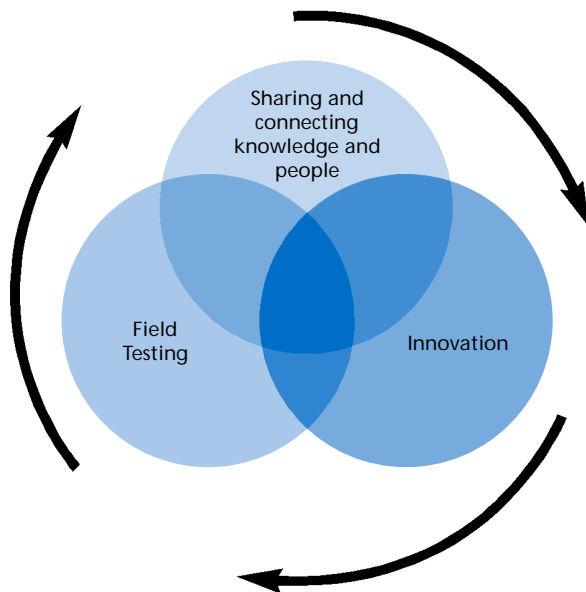 Sharing and
connecting
knowledge and
people
Field
Testing
Innovation